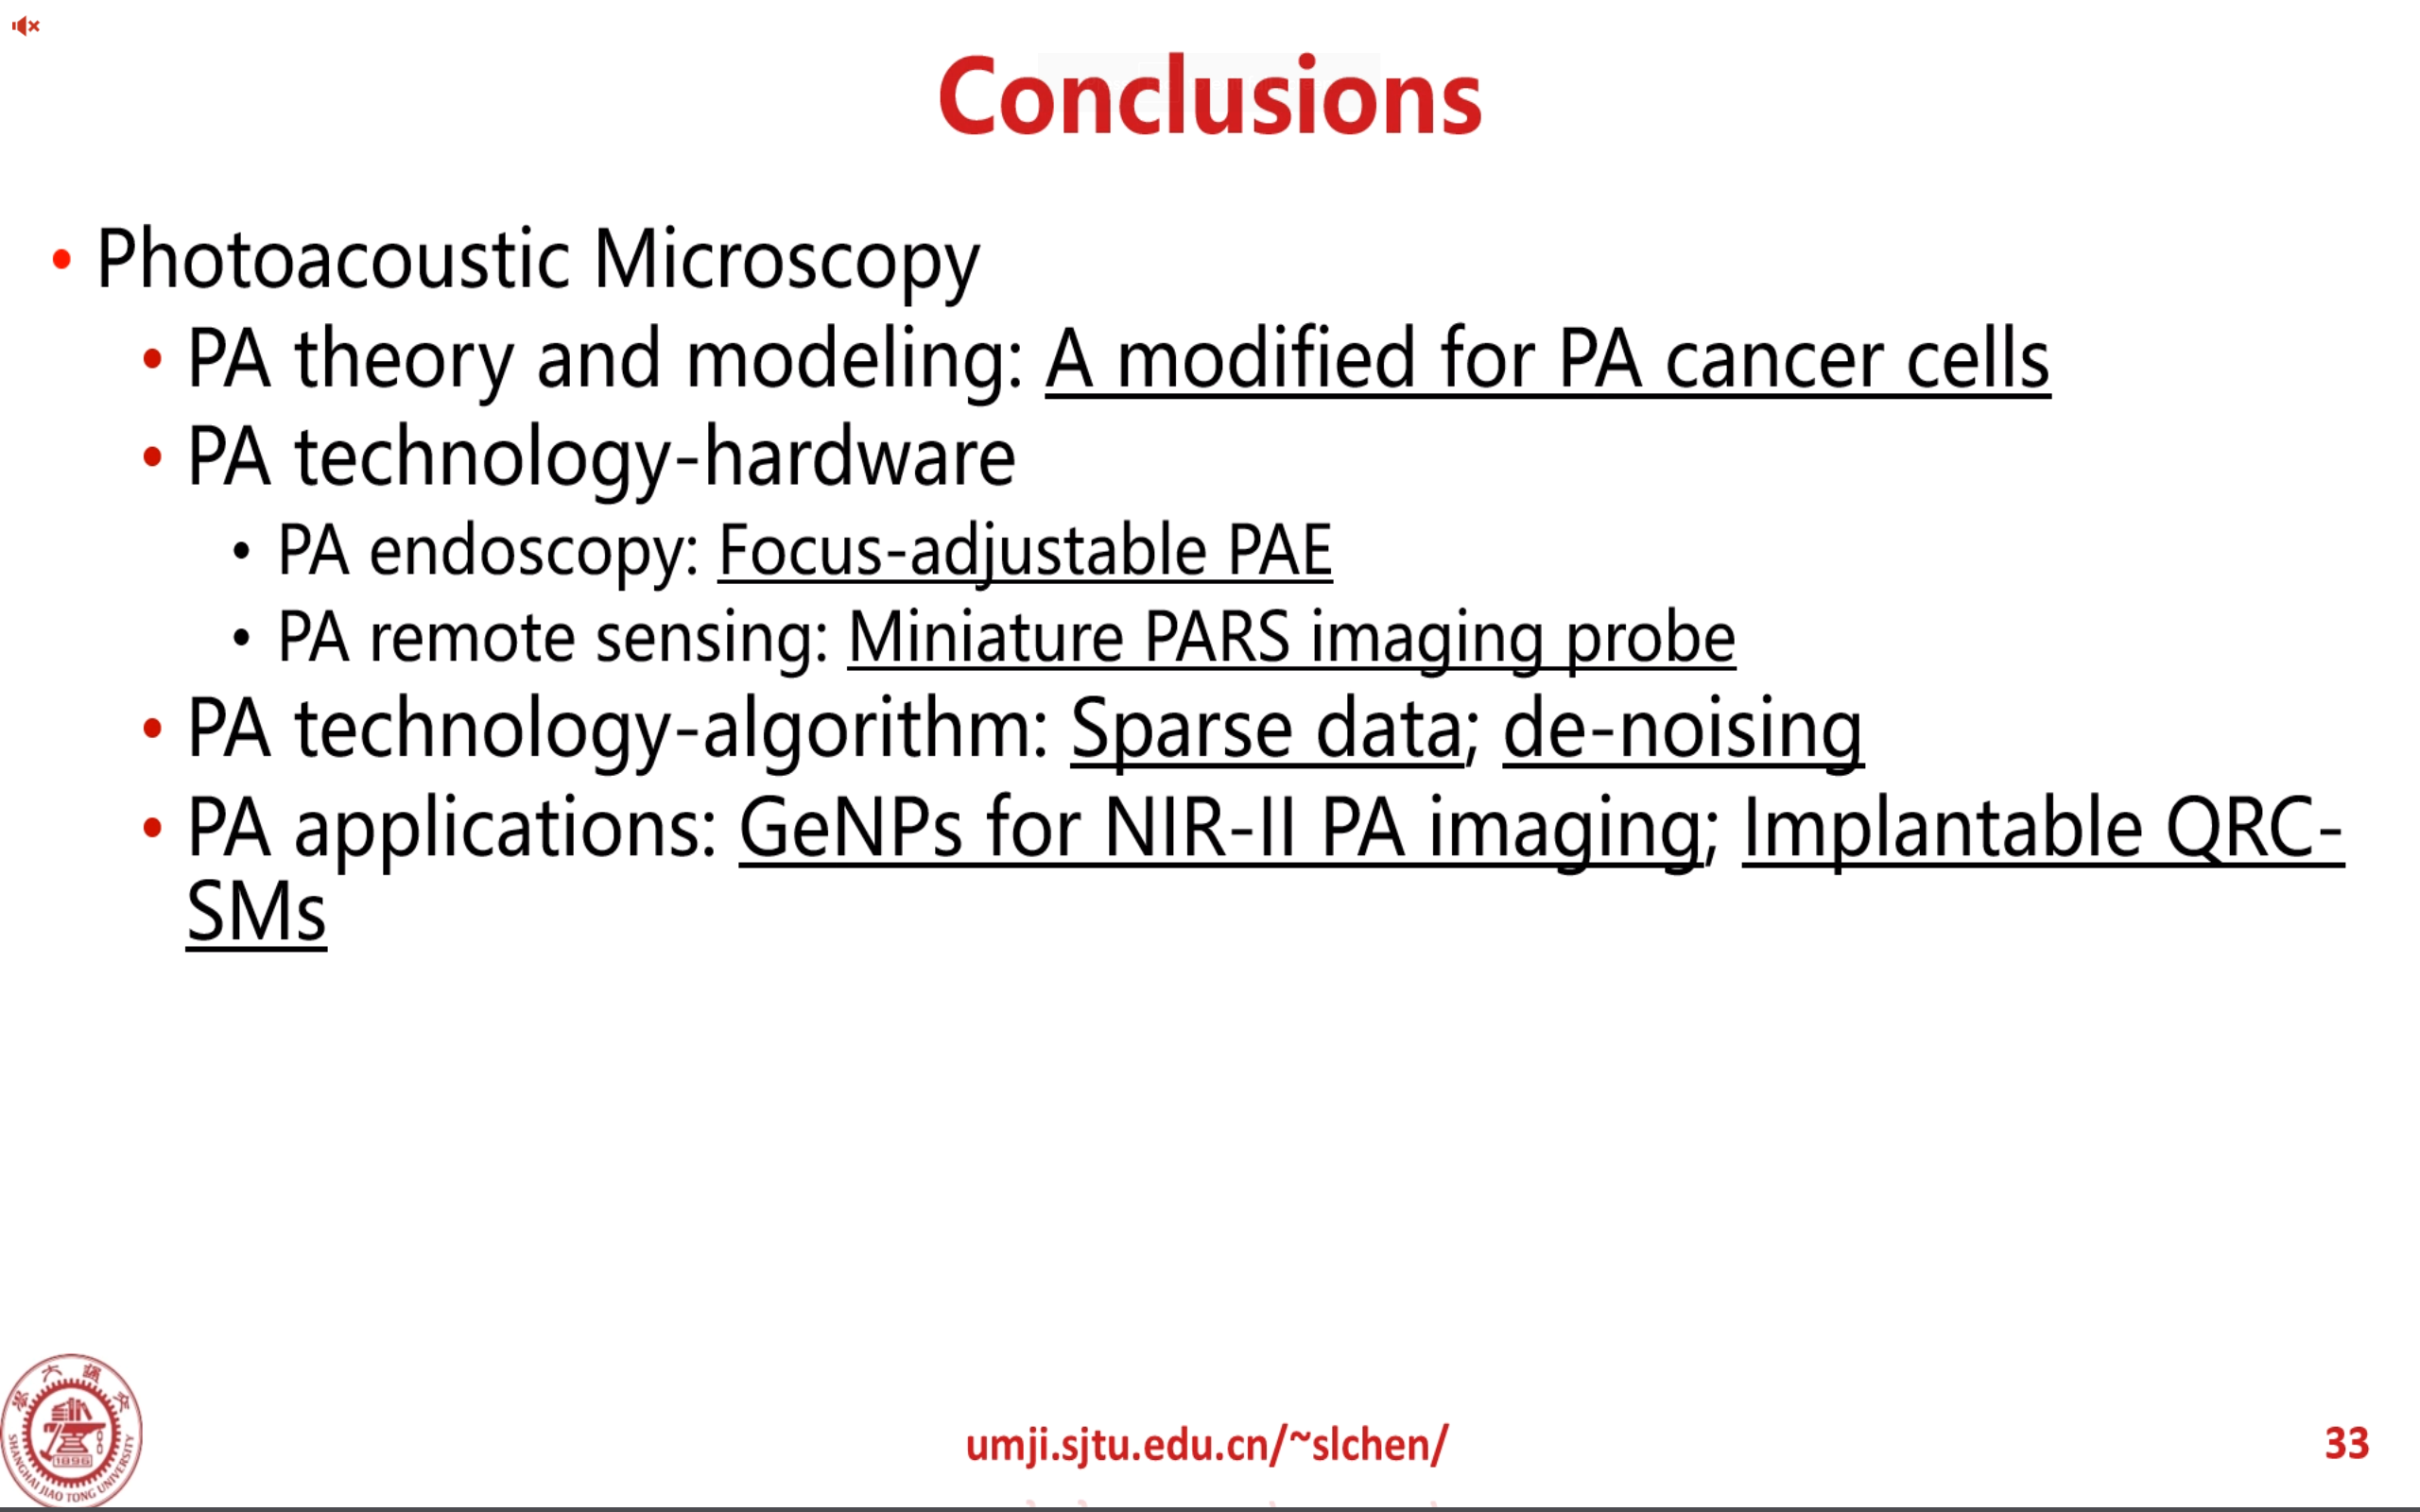 Conclusions
• Photoacoustic Microscopy
• PA theory and modeling: A modified for PA cancer cells
• PA technology-hardware
• PA endoscopy: Focus-adjustable PAE
• PA remote sensing: Miniature PARS imaging probe
• PA technology-algorithm: Sparse data; de-noising
• PA applications: GeNPs for NIR-II PA imaging; Implantable QRC-
SMs
1896
SHANGHAI JIAO TONG UNIVERSITY
umji.sjtu.edu.cn/~slchen/
33